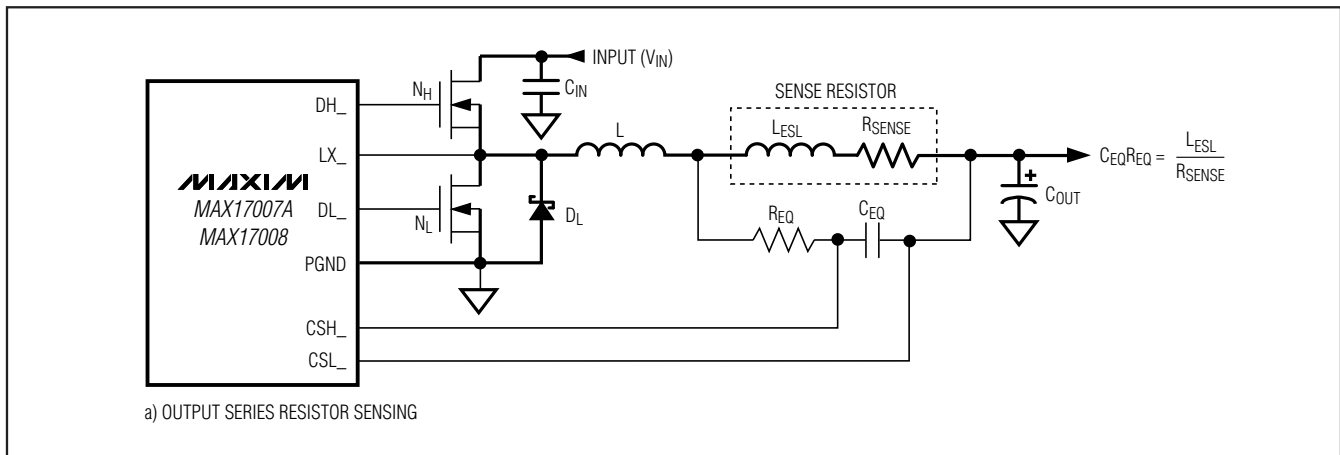 INPUT (VIN)
NH
CIN
DH_
SENSE RESISTOR
L
LESL
RSENSE
LX_
CEQREQ = LESL
RSENSE
MAXIM
MAX17007A
MAX17008
DL_
NL
DL
REQ
CEQ
+
COUT
PGND
CSH_
CSL_
a) OUTPUT SERIES RESISTOR SENSING